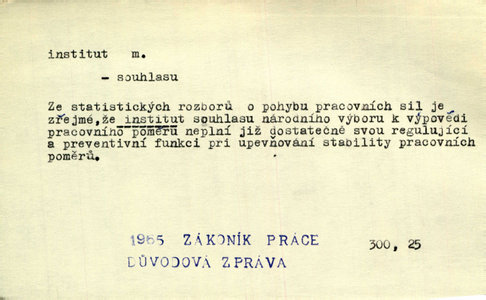 institut  m.
- souhlasu
Ze statistických rozborů o pohybu pracovních sil je
zřejmé,že institut souhlasu národního výboru k výpovědi
pracovního poměru neplní již dostatečně svou regulující
a preventivní funkci při upevňování stability pracovních
poměrů.
1965 ZÁKONÍK PRÁCE
300, 25
DŮVODOVÁ ZPRÁVA